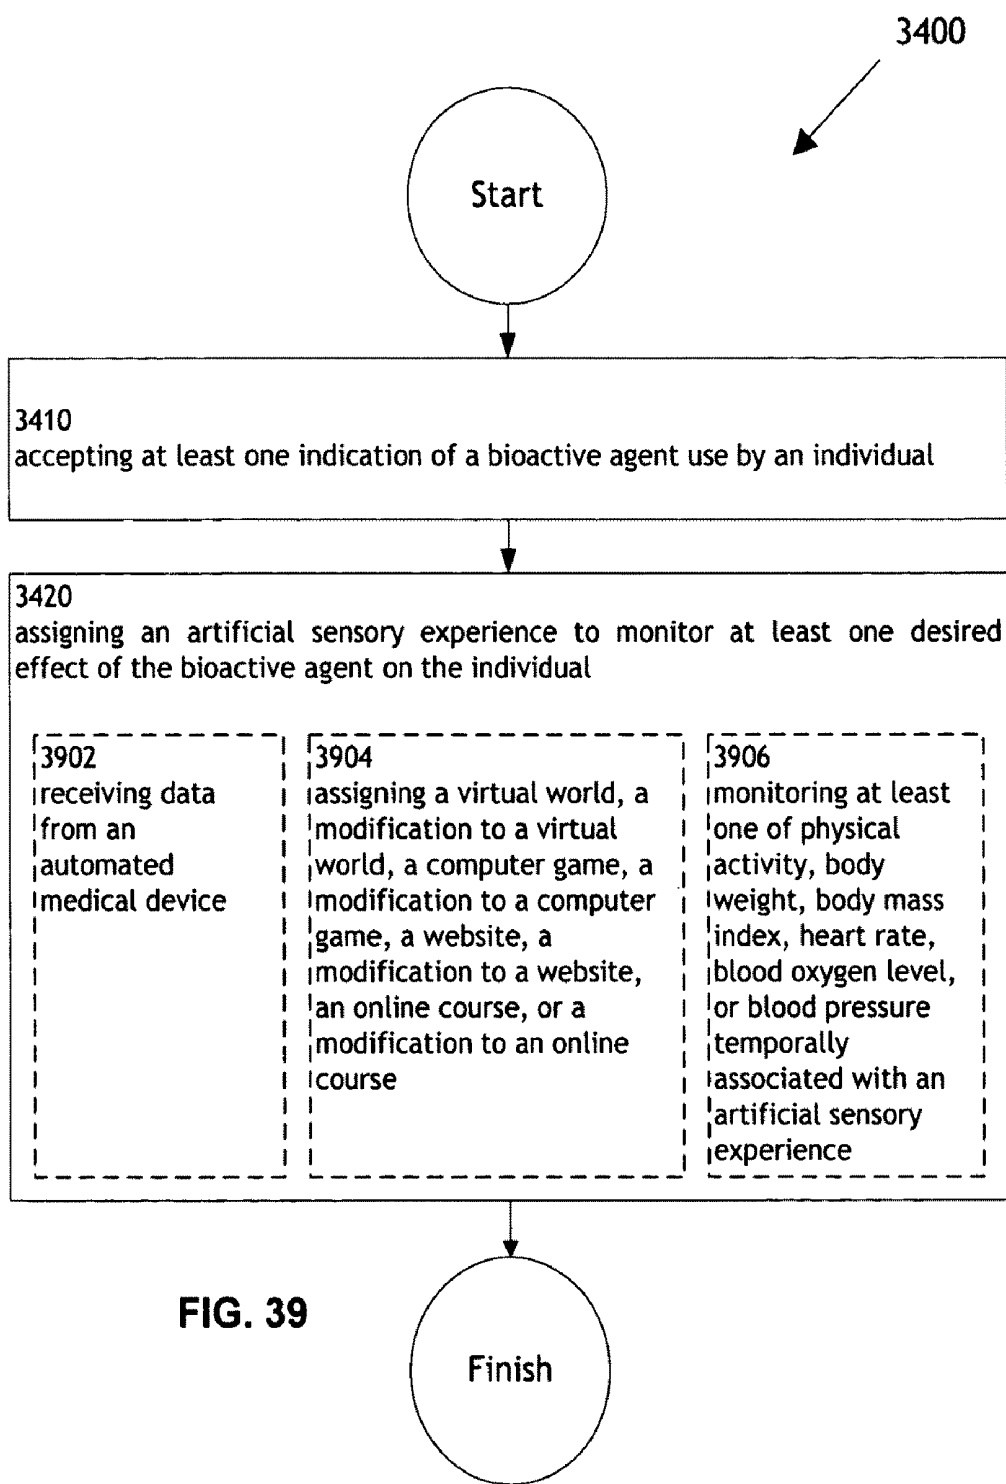 3400
Start
3410
accepting at least one indication of a bioactive agent use by an individual
3420
assigning an artificial sensory experience to monitor at least one desired
effect of the bioactive agent on the individual
3902
receiving data
from an
automated
medical device
3904
assigning a virtual world, a
modification to a virtual
world, a computer game, a
modification to a computer
game, a website, a
modification to a website,
an online course, or a
modification to an online
course
3906
monitoring at least
one of physical
activity, body
weight, body mass
index, heart rate,
blood oxygen level,
or blood pressure
temporally
associated with an
artificial sensory
experience
FIG. 39
Finish